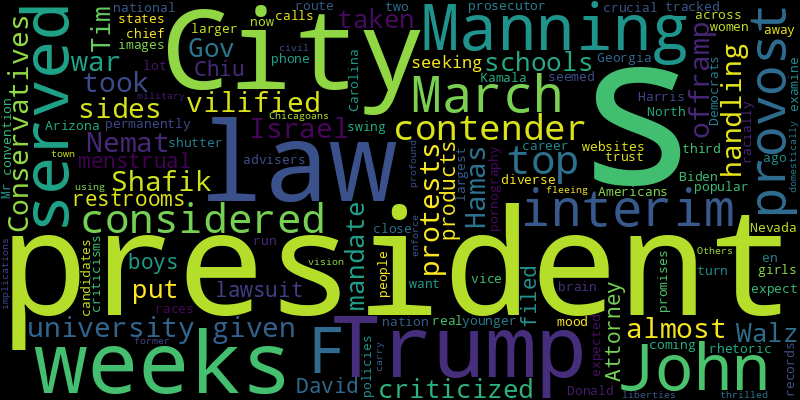 national
route
two
prosecutor
crucial
tracked
states
calls
Tim
chief
larger
now
images
Gov
Chiu
war
took
sides
vilified
City
taken
Manning
seeking
schools
phone
civil
lot
Kamala
Georgia
seemed
across
women
away
offramp
Democrats
racially
handling
provost
examine
domestically
ago
served
Conservatives
Mr
convention
Arizona
permanently
military
Chicagoans
carolina
March
S
Harris
North
third
contender
swing
Israel
Nemat
shutter
menstrual
advisers
law
Shafik
restrooms
town
using
considered
protests
products
Hamas
largest
profound
enforce
pornography
top
career
websites
trust
diverse
fleeing
Americans
Biden
popular
interim
Nevada
Others
president
mandate
close
run
vision
people
want
vice
filed
brain
mood
Attorney
promises
turn
en
girls
expect
implications
candidates
criticisms
boys
put
lawsuit
races
university
given
former
weeks
F
David
Trump
nation
real
younger
policies
carry
criticized
expected
Donald
almost
coming
rhetoric
John
Walz
records
liberties
thrilled